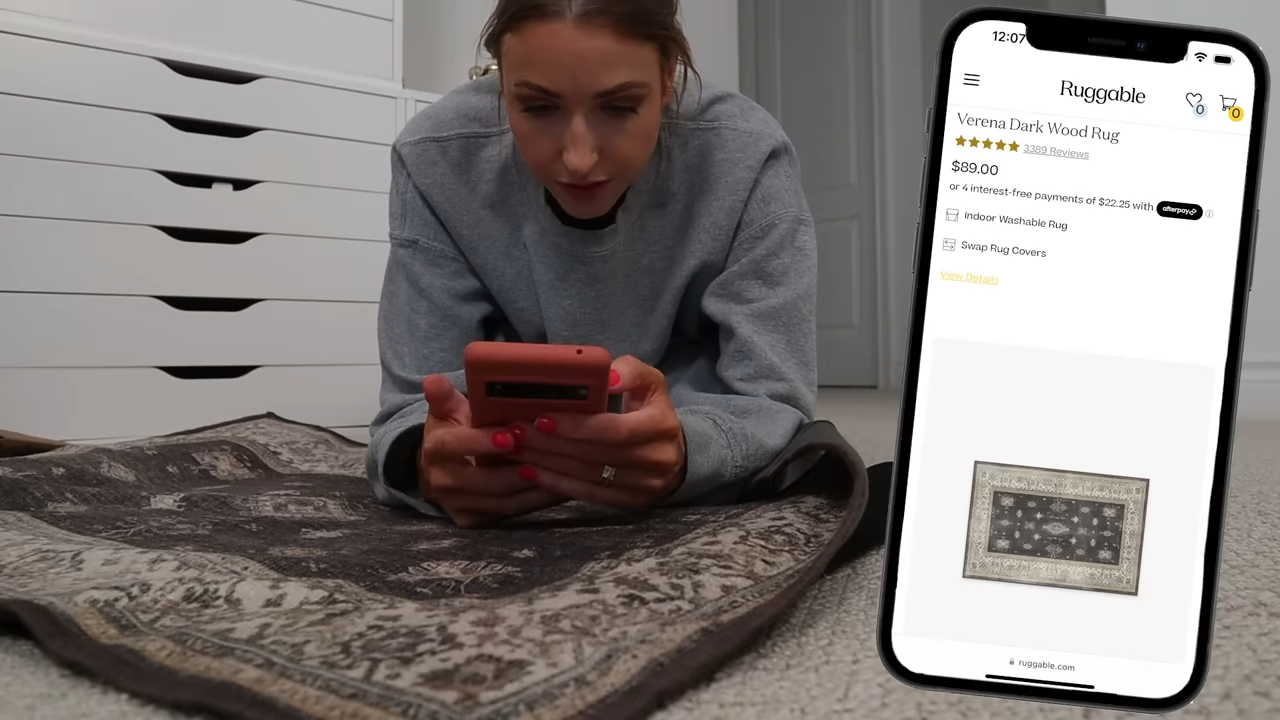 12:07
Ruggable
0
0
Verena Dark Wood Rug
3389 Reviews
$89.00
or 4 interest-free payments of $22.25 with afterpay
Indoor Washable Rug
Swap Rug Covers
View Details
ruggable.com